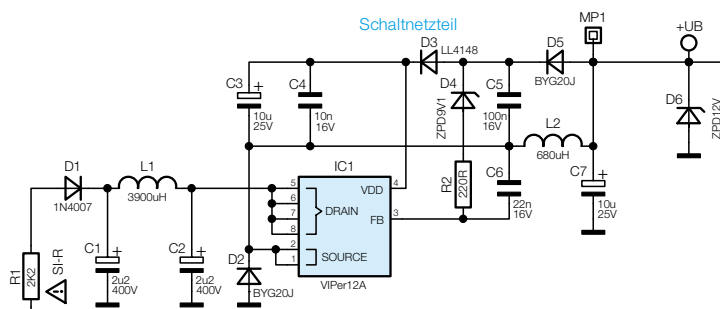 Schaltnetzteil
MP1
+UB
D3
LL4148
D5
BYG20J
C3
+
10u
25V
C4
10n
16V
D4
ZPD9V1
C5
100n
16V
D6
ZPD12V
L2
680uH
D1
1N4007
L1
3900uH
IC1
5
6
7
8
2
1
DRAIN
SOURCE
VDD
4
FB
3
VIPer12A
R2
220R
C6
22n
16V
C7
+
10u
25V
R1
2K2
SI-R
C1
+
2u2
400V
C2
+
2u2
400V
D2
BYG20J